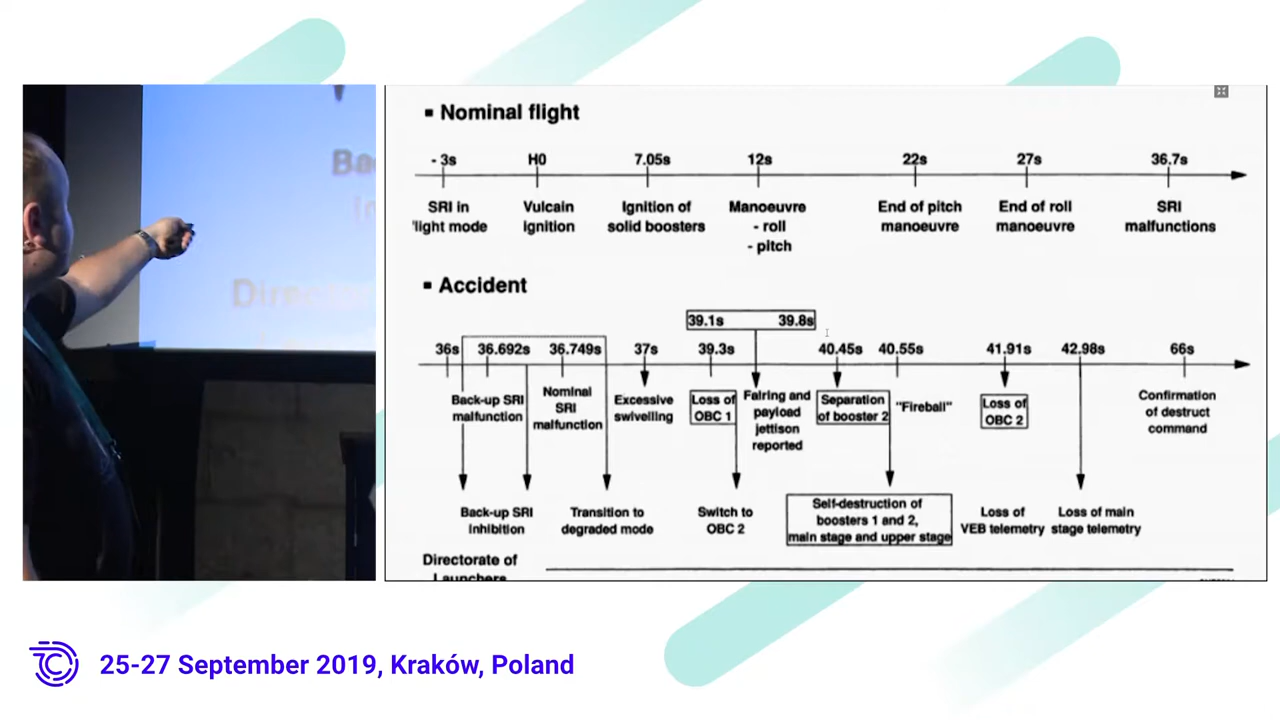 ▪ Nominal flight
- 3s H0 7.05s 12s 22s 27s 36.7s
SRI in Vulcain Ignition of Manoeuvre End of pitch End of roll SRI
light mode ignition solid boosters - roll manoeuvre manoeuvre malfunctions
- pitch
▪ Accident
39.1s 39.8s
36s 36.692s 36.749s 37s 39.3s 40.45s 40.55s 41.91s 42.98s 66s
Back-up SRI
malfunction
Nominal
SRI
malfunction
Excessive
swivelling
Loss of
OBC 1
Fairing and
payload
jettison
reported
Separation
of booster 2
"Fireball"
Loss of
OBC 2
Confirmation
of destruct
command
Back-up SRI
inhibition
Transition to
degraded mode
Switch to
OBC 2
Self-destruction of
boosters 1 and 2,
main stage and upper stage
Loss of
VEB telemetry
Loss of main
stage telemetry
Directorate of
Launchers
25-27 September 2019, Kraków, Poland